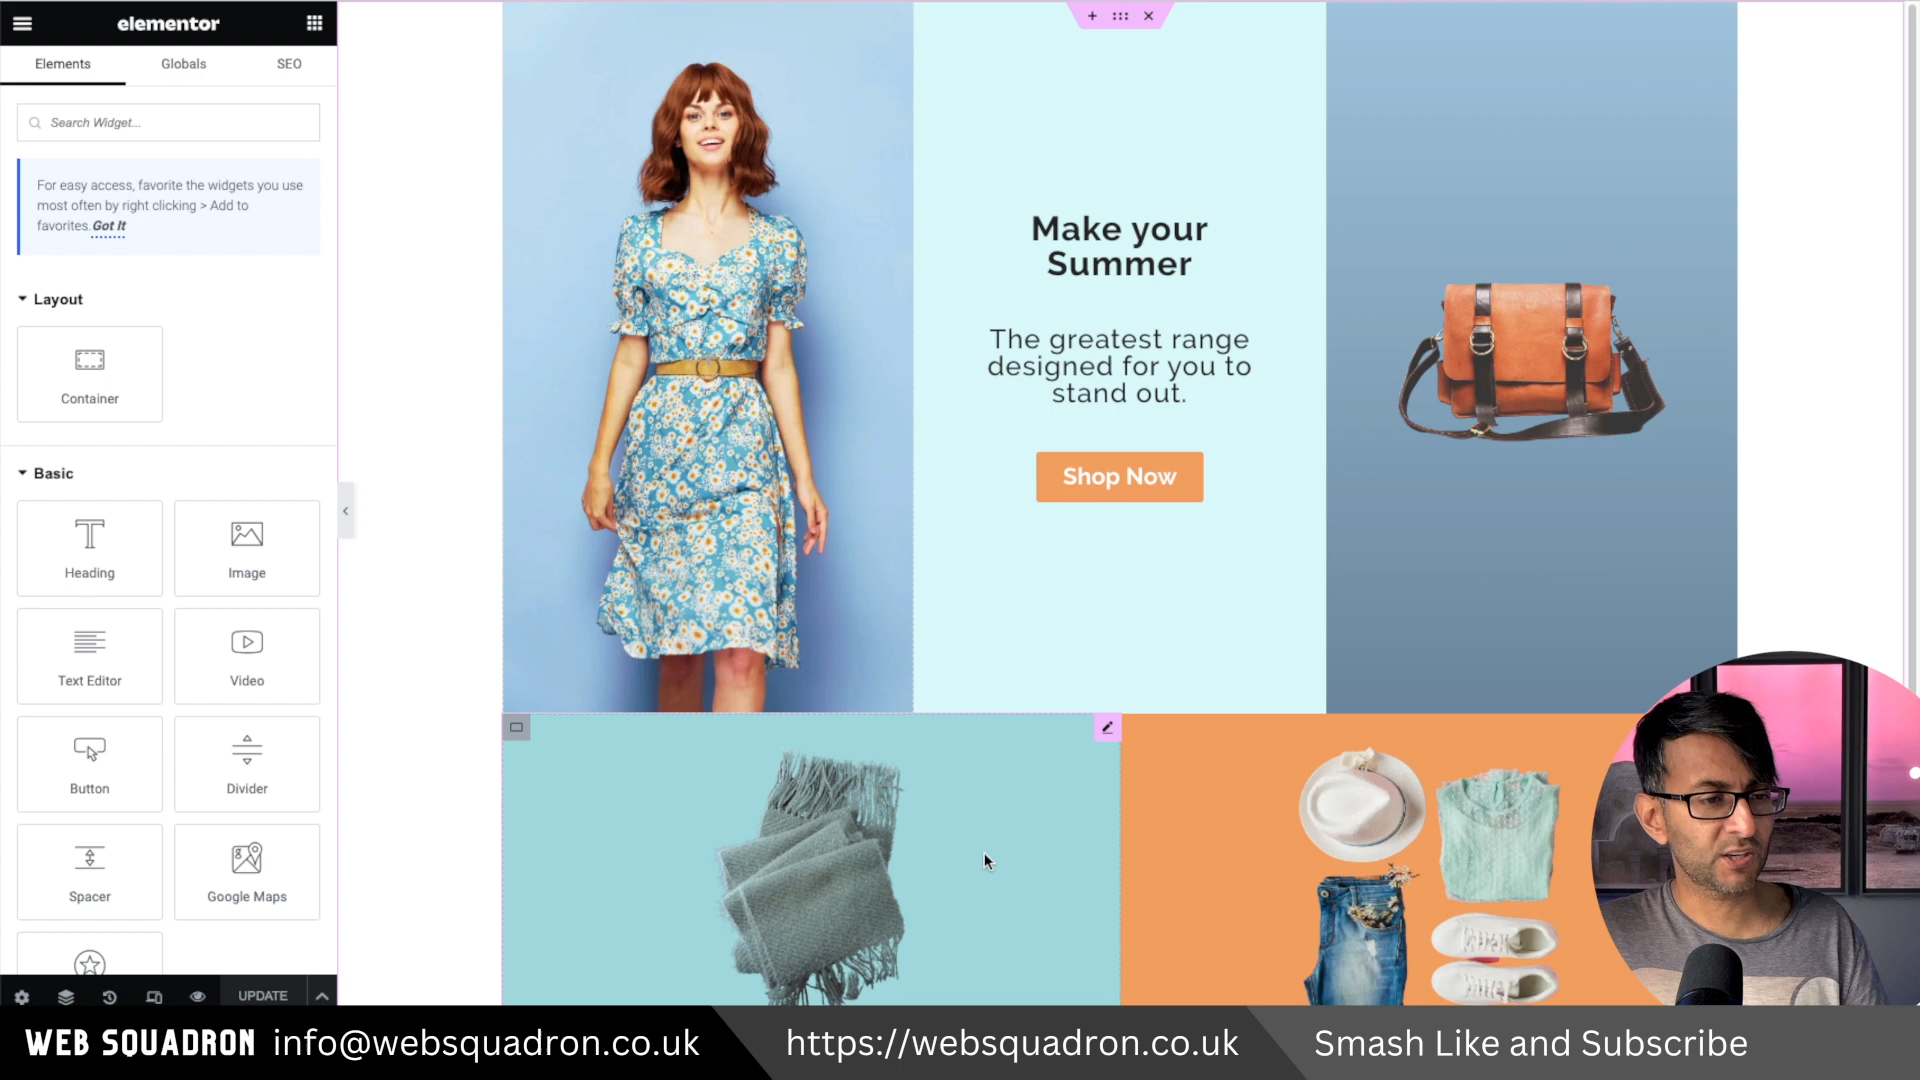 elementor
Elements Globals SEO
Search Widget...
For easy access, favorite the widgets you use
most often by right clicking > Add to
favorites. Got It
Layout
Container
Basic
Heading Image
Text Editor Video
Button Divider
Spacer Google Maps
UPDATE
Make your
Summer
The greatest range
designed for you to
stand out.
Shop Now
WEB SQUADRON info@websquadron.co.uk https://websquadron.co.uk Smash Like and Subscribe